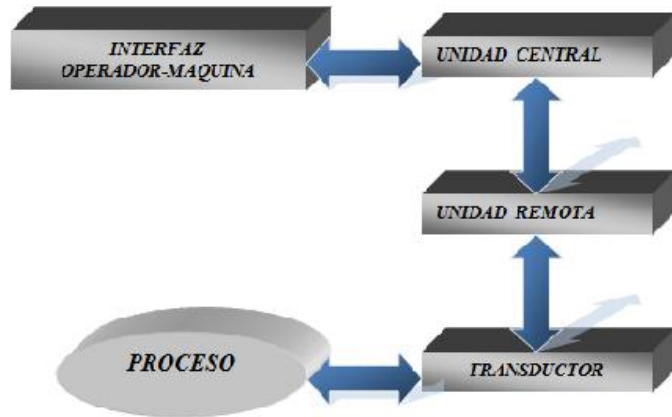 INTERFAZ
OPERADOR-MAQUINA
UNIDAD CENTRAL
UNIDAD REMOTA
PROCESO
TRANSDUCTOR